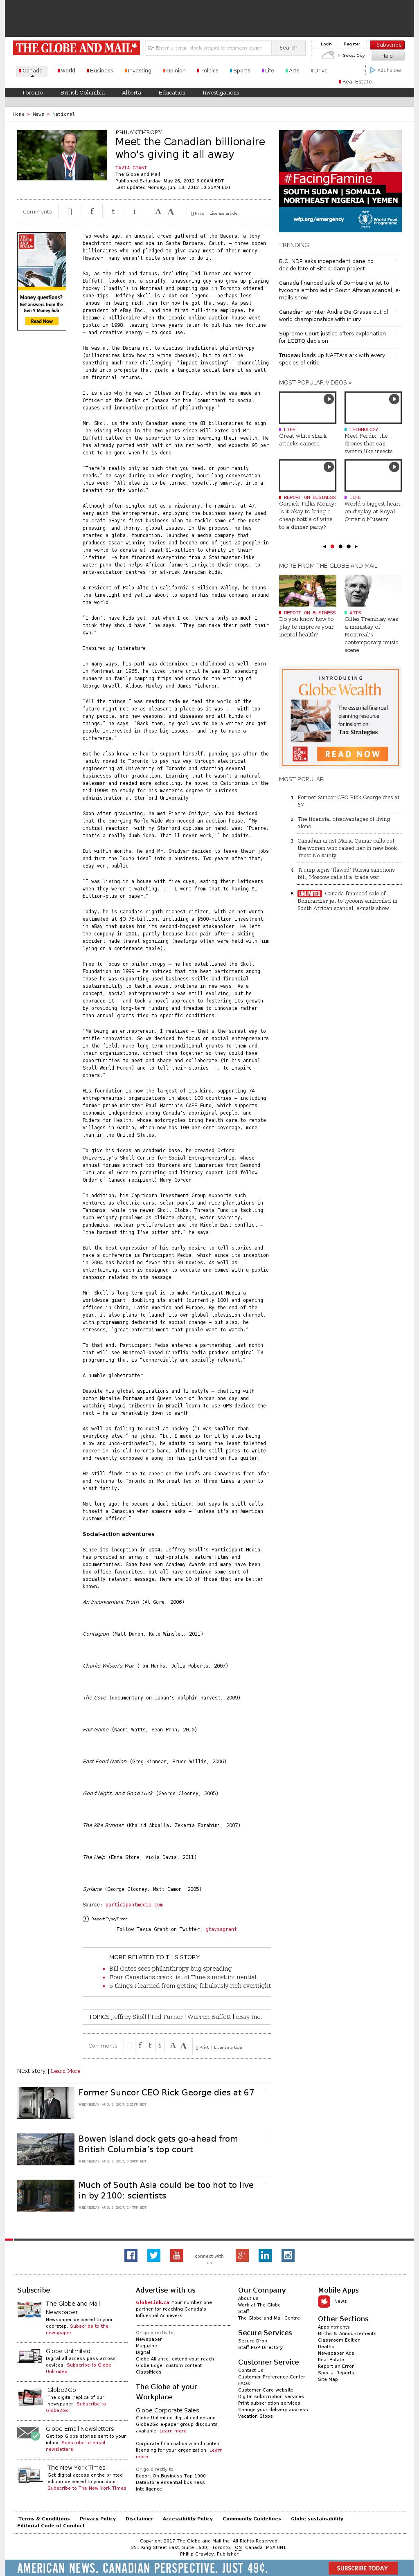 THE GLOBE AND MAIL*
Enter a term, stock symbol or company name
Search
Login
Register
Subscribe
Select City
Help
Canada
World
Business
Investing
Opinion
Politics
Sports
Life
Arts
Drive
AdChoices
Real Estate
Toronto
British Columbia
Alberta
Education
Investigations
Home » News » National
PHILANTHROPY
Meet the Canadian billionaire
who's giving it all away
TAVIA GRANT
The Globe and Mail
Published Saturday, May 26, 2012 6:00AM EDT
Last updated Monday, Jun. 18, 2012 10:23AM EDT
Comments
f
t
i
A A
Print | License article
Money questions?
Get answers from the
Gen Y Money hub
Read Now
Two weeks ago, an unusual crowd gathered at the Bacara, a tony
beachfront resort and spa in Santa Barbara, Calif. – three dozen
billionaires who had pledged to give away most of their money.
However, many weren't quite sure how to do it.
So, as the rich and famous, including Ted Turner and Warren
Buffett, looked on, a scruffy, unassuming guy who grew up playing
hockey ("badly") in Montreal and pumping gas in Toronto offered
some tips. Jeffrey Skoll is a dot-com legend – perhaps less
famous than he ought to be, considering that he was the first
president of eBay Inc., and its first full-time employee. He
became a billionaire when the online auction house went
public in 1998, leaving three years later to put his new fortune
– and creative energy – to good use.
He was at the Bacara not to discuss traditional philanthropy
(billionaires know how to write cheques), but to outline
something much more challenging: "impact investing" – channelling
funds into projects that yield a tangible social benefit as well
as financial returns.
It is also why he was in Ottawa on Friday, when he was made an
Officer of the Order of Canada for his "commitment to social
causes and innovative practice of philanthropy."
Mr. Skoll is the only Canadian among the 81 billionaires to sign
The Giving Pledge in the two years since Bill Gates and Mr.
Buffett called on the superrich to stop hoarding their wealth. He
has already parted with half of his net worth, and expects 95 per
cent to be gone when he is done.
"There's the really only so much that you need, or your family
needs," he says during an wide-ranging, hour-long conversation
this week. "All of the rest, to have around, hopefully smartly, into a
benefit for the world."
Although often singled out as a visionary, he remains, at 47,
low-key, much the entrepreneurial business engineering buddy he used
to craft eBay's first business plan to tackle some of the most
pressing, and thorny, challenges in the world. In the process, he has
started a global foundation, launched a media company that
produces Oscar-winning movies and become one of just 20 people in
the world to donate at least $1-billion to charity in their
lifetime. He has financed everything from a Stairmaster-like
water pump that helps African farmers irrigate their crops, to
arts-education centres for at-risk American kids.
A resident of Palo Alto in California's Silicon Valley, he shuns
the limelight and yet is about to expand his media company around
the world.
"I don't have kids yet, but when I do, there's only so much I
think they should have," he says. "They can make their path their
own."
Inspired by literature
In many ways, his path was determined in childhood as well. Born
in Montreal in 1965, he lived there until he was 13, spending
summers on family camping trips and drawn to the writing of
George Orwell, Aldous Huxley and James Michener.
"All the things I was reading made me feel the world of the
future might not be as pleasant a place as it was ... with too
many people, and new weapons, and diseases and all kinds of
things," he says. "Back then, my idea was to be a writer and get
people interested in these big issues – and try to make a
difference."
But he also knew he had to support himself, pumping gas after the
family moved to Toronto to pay his way through electrical
engineering at University of Toronto and starting several
businesses after graduation. Learning that he wasn't a natural
salesman and needed more schooling, he moved to California in the
mid-1990s to study for his master's degree in business
administration at Stanford University.
Soon after graduating, he met Pierre Omidyar, who had decided
that the emerging World Wide Web needed an auction house. "My
initial reaction, with my Stanford diploma in hand, was: 'Pierre,
that's a really dumb idea. That'll never work,'" he admits.
But within months, he and Mr. Omidyar decided to leave their jobs
and turn the "dumb idea" into a business. Two years after that,
eBay went public.
"I was living in a house with five guys, eating their leftovers
when they weren't watching. ... I went from that to having $1-
billion-plus on paper."
Today, he is Canada's eighth-richest citizen, with an net worth
estimated at $3.75-billion, including a $500-million investment
in eBay that makes him its second-biggest stakeholder. He left
the company in 2001, partly because back pain after a skiing
accident made travel agonizing (meetings often were held with him
lying on a conference table).
Free to focus on philanthropy – he had established the Skoll
Foundation in 1999 – he noticed that the best performers among
those he was supporting used business skills and financial
sustainability to tackle social problems in new ways. As a
concept, social entrepreneurship was still evolving, but he
embraced it – and took a novel approach to fostering its growth
by providing long-term funding and freedom to innovate rather
than annual grants tied to specific conditions.
"Me being an entrepreneur, I realized – that's the worst way to
stifle innovation. So we decided to focus on social entrepreneurs
in the field, make large long-term unconditional grants to them and
their organizations, connect them together so they could have
opportunities to meet and share and collaborate (in his annual
Skoll World Forum) and to tell their stories ... to inspire
others."
His foundation is now the largest of its kind, supporting 74
entrepreneurial organizations in about 100 countries – including
former prime minister Paul Martin's CAPE Fund, which supports
economic independence among Canada's aboriginal people, and
Riders for Health, whose motorcycles bring health care to remote
villages in Gambia, which now has 100-per-cent coverage, more
than in the United States.
To give his ideas an academic base, he created Oxford
University's Skoll Centre for Social Entrepreneurship, whose
annual forums attract top thinkers and luminaries from Desmond
Tutu and Al Gore to parenting and literacy expert (and fellow
Order of Canada recipient) Mary Gordon.
In addition, his Capricorn Investment Group supports such
ventures as electric cars, solar panels and rice plantations in
Tanzania, while the newer Skoll Global Threats Fund is tackling
such weighty problems as climate change, water scarcity,
pandemics, nuclear proliferation and the Middle East conflict –
"the hardest thing I've bitten off," he says.
But the best expression of his early desire to tell stories and
make a difference is Participant Media, which since its inception
in 2004 has backed no fewer than 39 movies. As well as
entertaining, each is designed to educate and comes with a public
campaign related to its message.
Mr. Skoll's long-term goal is to make Participant Media a
worldwide giant, doubling its staff (currently 100) and opening
offices in China, Latin America and Europe. By the end of the
year, it also plans to launch its own global television channel,
with programming dedicated to social change – but also, he
stresses, "great entertainment that people want to watch."
To that end, Participant Media entered a partnership last month
that will see Montreal-based Cineflix Media produce original TV
programming that is "commercially and socially relevant."
A humble globetrotter
Despite his global aspirations and lifestyle – chatting with
actor Natalie Portman and Queen Noor of Jordan one day and
watching Xingui tribesmen in Brazil learn to use GPS devices the
next – he is remarkably down to earth.
As well as failing to excel at hockey ("I was smaller than
everybody else," he jokes, but I made up for it by also being
slow and unco-ordinated"), he admits to being the least talented
rocker in his old Toronto band, although he still pines to write
and recently composed a song for his girlfriend on his guitar.
He still finds time to cheer on the Leafs and Canadiens from afar
and returns to Toronto or Montreal two or three times a year to
visit family.
Not long ago, he became a dual citizen, but says he still calls
himself a Canadian when someone asks – "unless it's an American
customs officer."
Social-action adventures
Since its inception in 2004, Jeffrey Skoll's Participant Media
has produced an array of high-profile feature films and
documentaries. Some have won Academy Awards and many have been
box-office favourites, but all have contained some sort of
socially relevant message. Here are 10 of those that are better
known.
An Inconvenient Truth (Al Gore, 2006)
Contagion (Matt Damon, Kate Winslet, 2011)
Charlie Wilson's War (Tom Hanks, Julia Roberts, 2007)
The Cove (documentary on Japan's dolphin harvest, 2009)
Fair Game (Naomi Watts, Sean Penn, 2010)
Fast Food Nation (Greg Kinnear, Bruce Willis, 2006)
Good Night, and Good Luck (George Clooney, 2005)
The Kite Runner (Khalid Abdalla, Zekeria Ebrahimi, 2007)
The Help (Emma Stone, Viola Davis, 2011)
Syriana (George Clooney, Matt Damon, 2005)
Source: participantmedia.com
Report Typo/Error
Follow Tavia Grant on Twitter: @taviagrant
MORE RELATED TO THIS STORY
Bill Gates sees philanthropy bug spreading
Four Canadians crack list of Time's most influential
5 things I learned from getting fabulously rich overnight
TOPICS Jeffrey Skoll | Ted Turner | Warren Buffett | eBay Inc.
Comments
f
t
i
A A
Print | License article
Next story | Learn More
Former Suncor CEO Rick George dies at 67
WEDNESDAY, AUG. 2, 2017, 2:25PM EDT
Bowen Island dock gets go-ahead from
British Columbia's top court
WEDNESDAY, AUG. 2, 2017, 3:59PM EDT
Much of South Asia could be too hot to live
in by 2100: scientists
WEDNESDAY, AUG. 2, 2017, 2:47PM EDT
#FacingFamine
SOUTH SUDAN | SOMALIA
NORTHEAST NIGERIA | YEMEN
wfp.org/emergency
World Food Programme
TRENDING
B.C. NDP asks independent panel to
decide fate of Site C dam project
Canada financed sale of Bombardier jet to
tycoons embroiled in South African scandal, e-
mails show
Canadian sprinter Andre De Grasse out of
world championships with injury
Supreme Court justice offers explanation
for LGBTQ decision
Trudeau loads up NAFTA's ark with every
species of critic
MOST POPULAR VIDEOS »
LIFE
Great white shark
attacks camera
TECHNOLOGY
Meet Perdix, the
drones that can
swarm like insects
REPORT ON BUSINESS
Carrick Talks Money:
Is it okay to bring a
cheap bottle of wine
to a dinner party?
LIFE
World's biggest heart
on display at Royal
Ontario Museum
MORE FROM THE GLOBE AND MAIL
REPORT ON BUSINESS
Do you know how to
play to improve your
mental health?
ARTS
Gilles Tremblay was
a mainstay of
Montreal's
contemporary music
scene
INTRODUCING
Globe Wealth
The essential financial
planning resource
for insight on:
Tax Strategies
READ NOW
MOST POPULAR
1. Former Suncor CEO Rick George dies at
67
2. The financial disadvantages of living
alone
3. Canadian artist Maria Qamar calls out
the women who raised her in new book
Trust No Aunty
4. Trump signs 'flawed' Russia sanctions
bill; Moscow calls it a 'trade war'
5. UNLIMITED Canada financed sale of
Bombardier jet to tycoons embroiled in
South African scandal, e-mails show
connect with
us
Subscribe
The Globe and Mail
Newspaper
Newspaper delivered to your
doorstep. Subscribe to the
newspaper
Globe Unlimited
Digital all access pass across
devices. Subscribe to Globe
Unlimited
Globe2Go
The digital replica of our
newspaper. Subscribe to
Globe2Go
Globe Email Newsletters
Get top Globe stories sent to your
inbox. Subscribe to email
newsletters
The New York Times
Get digital access or the printed
edition delivered to your door.
Subscribe to The New York Times
Advertise with us
GlobeLink.ca Your number one
partner for reaching Canada's
Influential Achievers.
Or go directly to:
Newspaper
Magazine
Digital
Globe Alliance: extend your reach
Globe Edge: custom content
Classifieds
The Globe at your
Workplace
Globe Corporate Sales
Globe Unlimited digital edition and
Globe2Go e-paper group discounts
available. Learn more
Corporate financial data and content
licensing for your organization. Learn
more
Or go directly to:
Report On Business Top 1000
DataStore essential business
intelligence
Our Company
About us
Work at The Globe
Staff
The Globe and Mail Centre
Secure Services
Secure Drop
Staff PGP Directory
Customer Service
Contact Us
Customer Preference Center
FAQs
Customer Care website
Digital subscription services
Print subscription services
Change your delivery address
Vacation Stops
Mobile Apps
News
Other Sections
Appointments
Births & Announcements
Classroom Edition
Deaths
Newspaper Ads
Real Estate
Report an Error
Special Reports
Site Map
Terms & Conditions
Privacy Policy
Disclaimer
Accessibility Policy
Community Guidelines
Globe sustainability
Editorial Code of Conduct
Copyright 2017 The Globe and Mail Inc. All Rights Reserved.
351 King Street East, Suite 1600, Toronto, ON Canada M5A 0N1
Phillip Crawley, Publisher
AMERICAN NEWS. CANADIAN PERSPECTIVE. JUST 49¢.
SUBSCRIBE TODAY